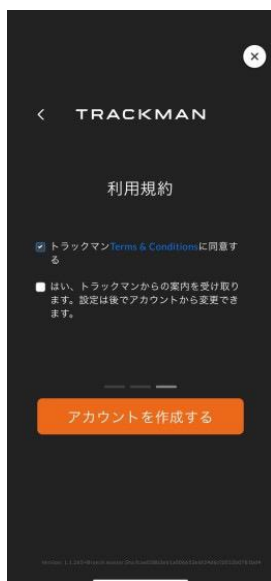 TRACKMAN
利用規約
トラックマンTerms & Conditionsに同意す
る
はい、トラックマンからの案内を受け取り
ます。設定は後でアカウントから変更でき
ます。
アカウントを作成する